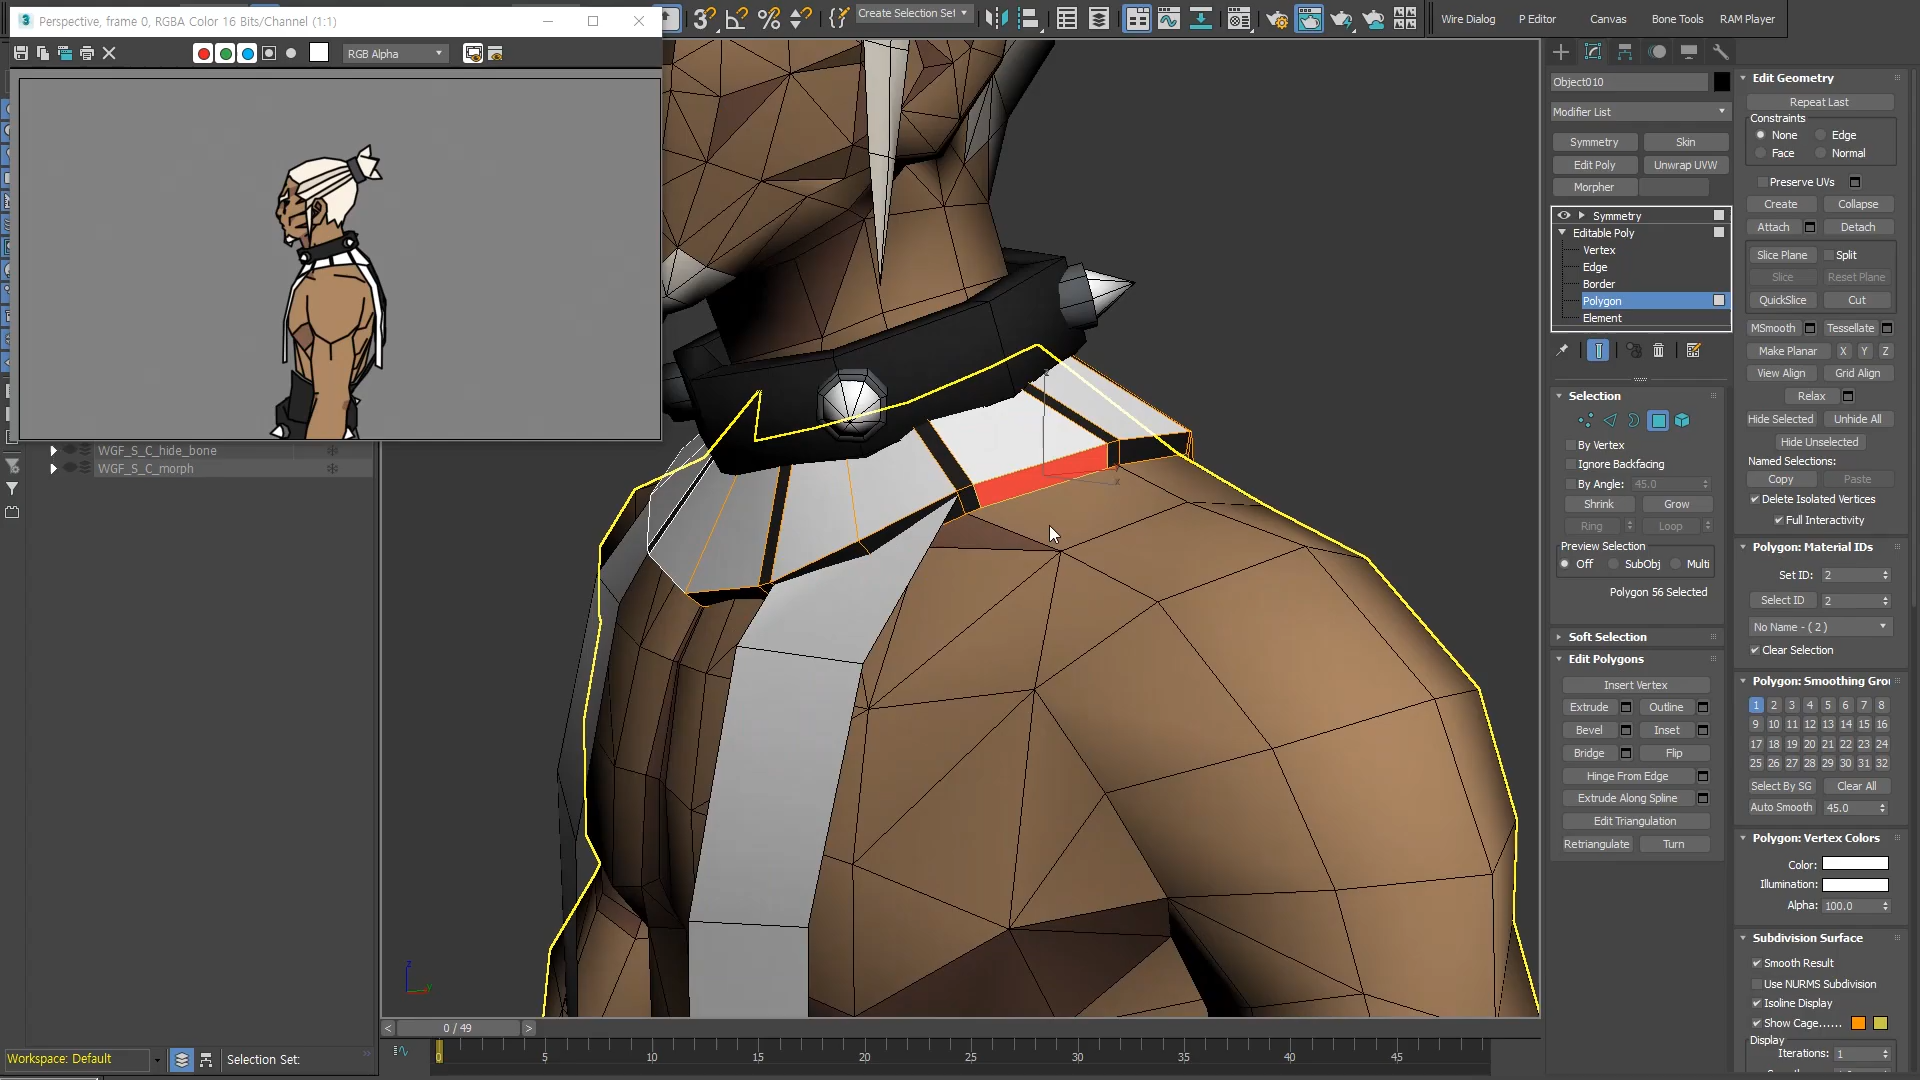 Perspective, frame 0, RGBA Color 16 Bits/Channel (1:1)
RGB Alpha
Create Selection Set
Wire Dialog
P Editor
Canvas
Bone Tools
RAM Player
WGF_S_C_hide_bone
WGF_S_C_morph
Object010
Modifier List
Symmetry
Skin
Edit Poly
Unwrap UVW
Morpher
Symmetry
Editable Poly
Vertex
Edge
Border
Polygon
Element
Selection
By Vertex
Ignore Backfacing
By Angle: 45.0
Shrink
Grow
Ring
Loop
Preview Selection
Off
SubObj
Multi
Polygon 56 Selected
Soft Selection
Edit Polygons
Insert Vertex
Extrude
Outline
Bevel
Inset
Bridge
Flip
Hinge From Edge
Extrude Along Spline
Edit Triangulation
Retriangulate
Turn
Edit Geometry
Repeat Last
Constraints
None
Edge
Face
Normal
Preserve UVs
Create
Collapse
Attach
Detach
Slice Plane
Split
Slice
Reset Plane
QuickSlice
Cut
MSmooth
Tessellate
Make Planar
X
Y
Z
View Align
Grid Align
Relax
Hide Selected
Unhide All
Hide Unselected
Named Selections:
Copy
Paste
Delete Isolated Vertices
Full Interactivity
Polygon: Material IDs
Set ID: 2
Select ID 2
No Name - ( 2 )
Clear Selection
Polygon: Smoothing Grou
1 2 3 4 5 6 7 8
9 10 11 12 13 14 15 16
17 18 19 20 21 22 23 24
25 26 27 28 29 30 31 32
Select By SG
Clear All
Auto Smooth 45.0
Polygon: Vertex Colors
Color:
Illumination:
Alpha: 100.0
Subdivision Surface
Smooth Result
Use NURMS Subdivision
Isoline Display
Show Cage......
Display
Iterations: 1
z
y
x
< 0 / 49 >
0 5 10 15 20 25 30 35 40 45
Workspace: Default
Selection Set: